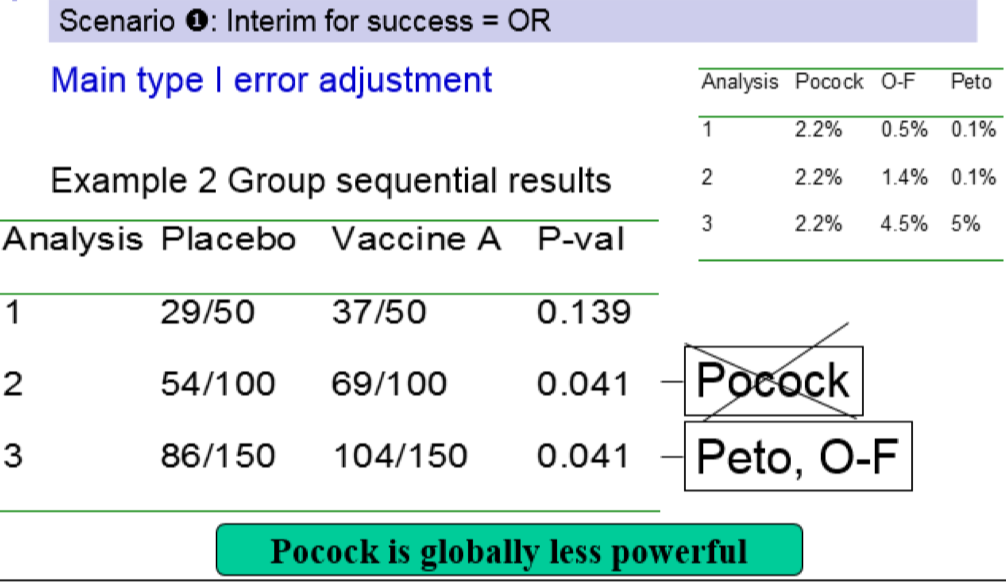 Scenario ❶: Interim for success = OR
Main type I error adjustment
Analysis Pocock O-F Peto
1 2.2% 0.5% 0.1%
2 2.2% 1.4% 0.1%
3 2.2% 4.5% 5%
Example 2 Group sequential results
Analysis Placebo Vaccine A P-val
1 29/50 37/50 0.139
2 54/100 69/100 0.041
Pocock
3 86/150 104/150 0.041
Peto, O-F
Pocock is globally less powerful